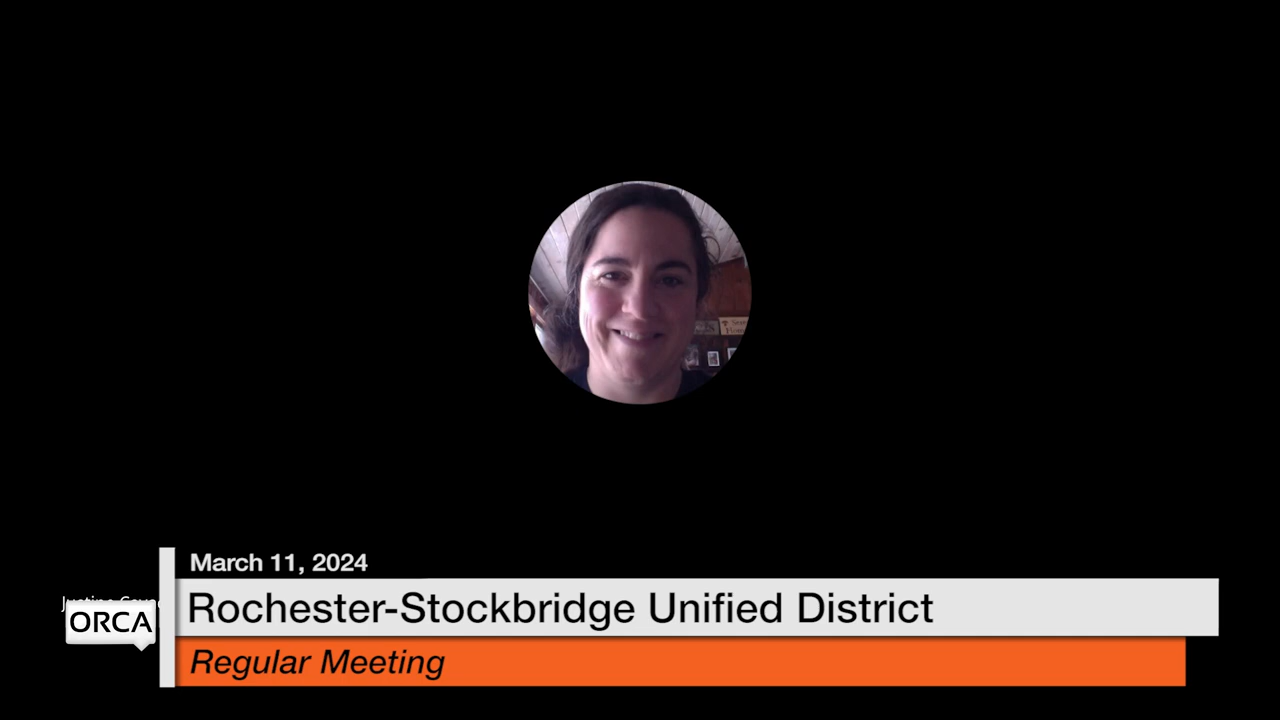 March 11, 2024
Rochester-Stockbridge Unified District
ORCA
Regular Meeting